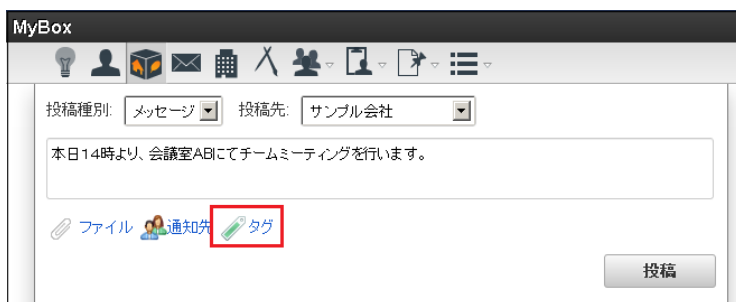 MyBox
投稿種別: メッセージ 投稿先: サンプル会社
本日14時より、会議室ABにてチームミーティングを行います。
ファイル 通知先 タグ
投稿